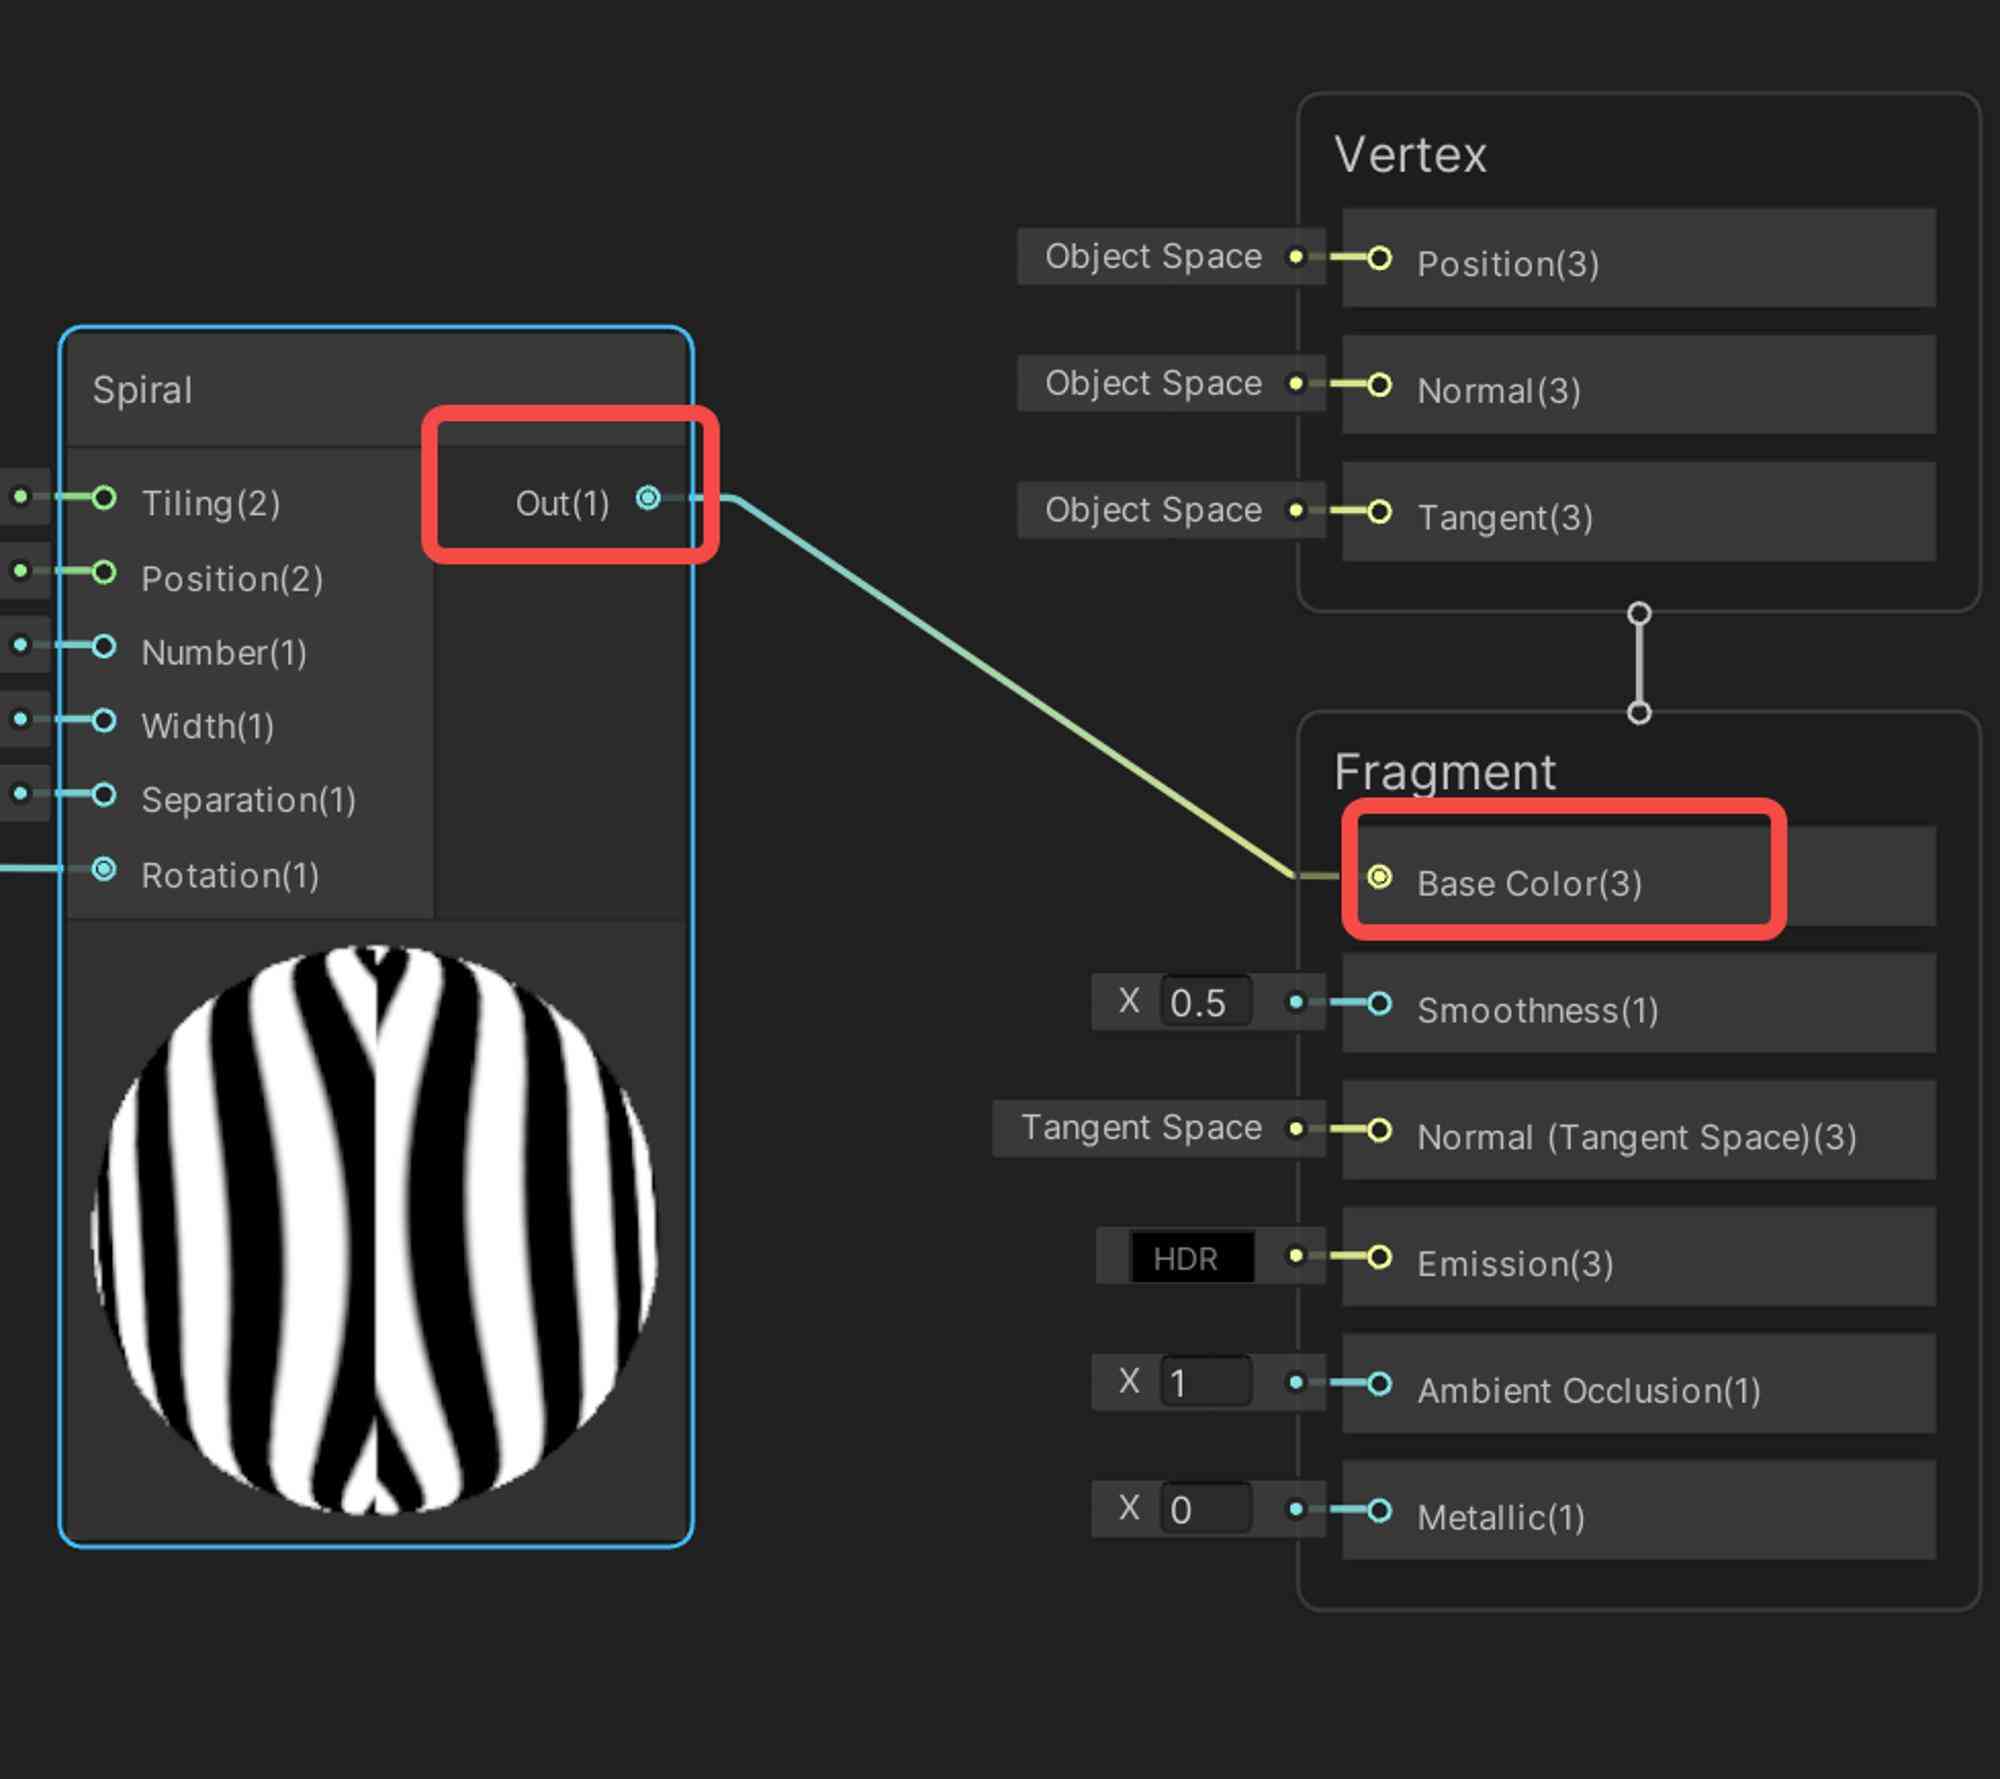 Spiral
Tiling(2)
Out(1)
Position(2)
Number(1)
Width(1)
Separation(1)
Rotation(1)
Vertex
Object Space
Position(3)
Object Space
Normal(3)
Object Space
Tangent(3)
Fragment
Base Color(3)
X 0.5
Smoothness(1)
Tangent Space
Normal (Tangent Space)(3)
HDR
Emission(3)
X 1
Ambient Occlusion(1)
X 0
Metallic(1)